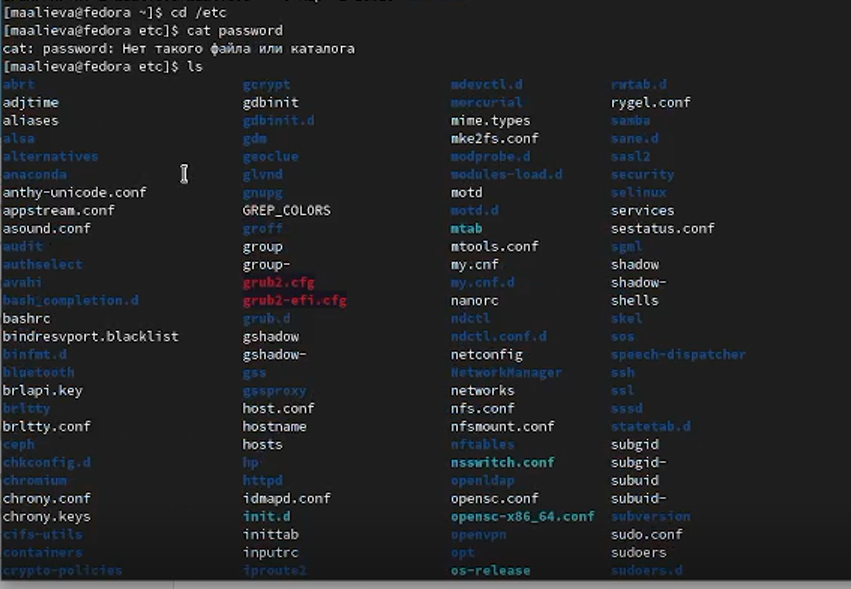 [maalieva@fedora ~]$ cd /etc
[maalieva@fedora etc]$ cat password
cat: password: Нет такого файла или каталога
[maalieva@fedora etc]$ ls
abrt gcrypt mdevctl.d rwtab.d
adjtime gdbinit mercurial rygel.conf
aliases gdbinit.d mime.types samba
alsa gdm mke2fs.conf sane.d
alternatives geoclue modprobe.d sasl2
anaconda glvnd modules-load.d security
anthy-unicode.conf gnupg motd selinux
appstream.conf GREP_COLORS motd.d services
asound.conf groff mtab sestatus.conf
audit group mtools.conf sgml
authselect group- my.cnf shadow
avahi grub2.cfg my.cnf.d shadow-
bash_completion.d grub2-efi.cfg nanorc shells
bashrc grub.d ndctl skel
bindresvport.blacklist gshadow ndctl.conf.d sos
binfmt.d gshadow- netconfig speech-dispatcher
bluetooth gss NetworkManager ssh
brlapi.key gssproxy networks ssl
brltty host.conf nfs.conf sssd
brltty.conf hostname nfsmount.conf statetab.d
ceph hosts nftables subgid
chkconfig.d hp nsswitch.conf subgid-
chromium httpd openldap subuid
chrony.conf idmapd.conf opensc.conf subuid-
chrony.keys init.d opensc-x86_64.conf subversion
cifs-utils inittab openvpn sudo.conf
containers inputrc opt sudoers
crypto-policies iproute2 os-release sudoers.d